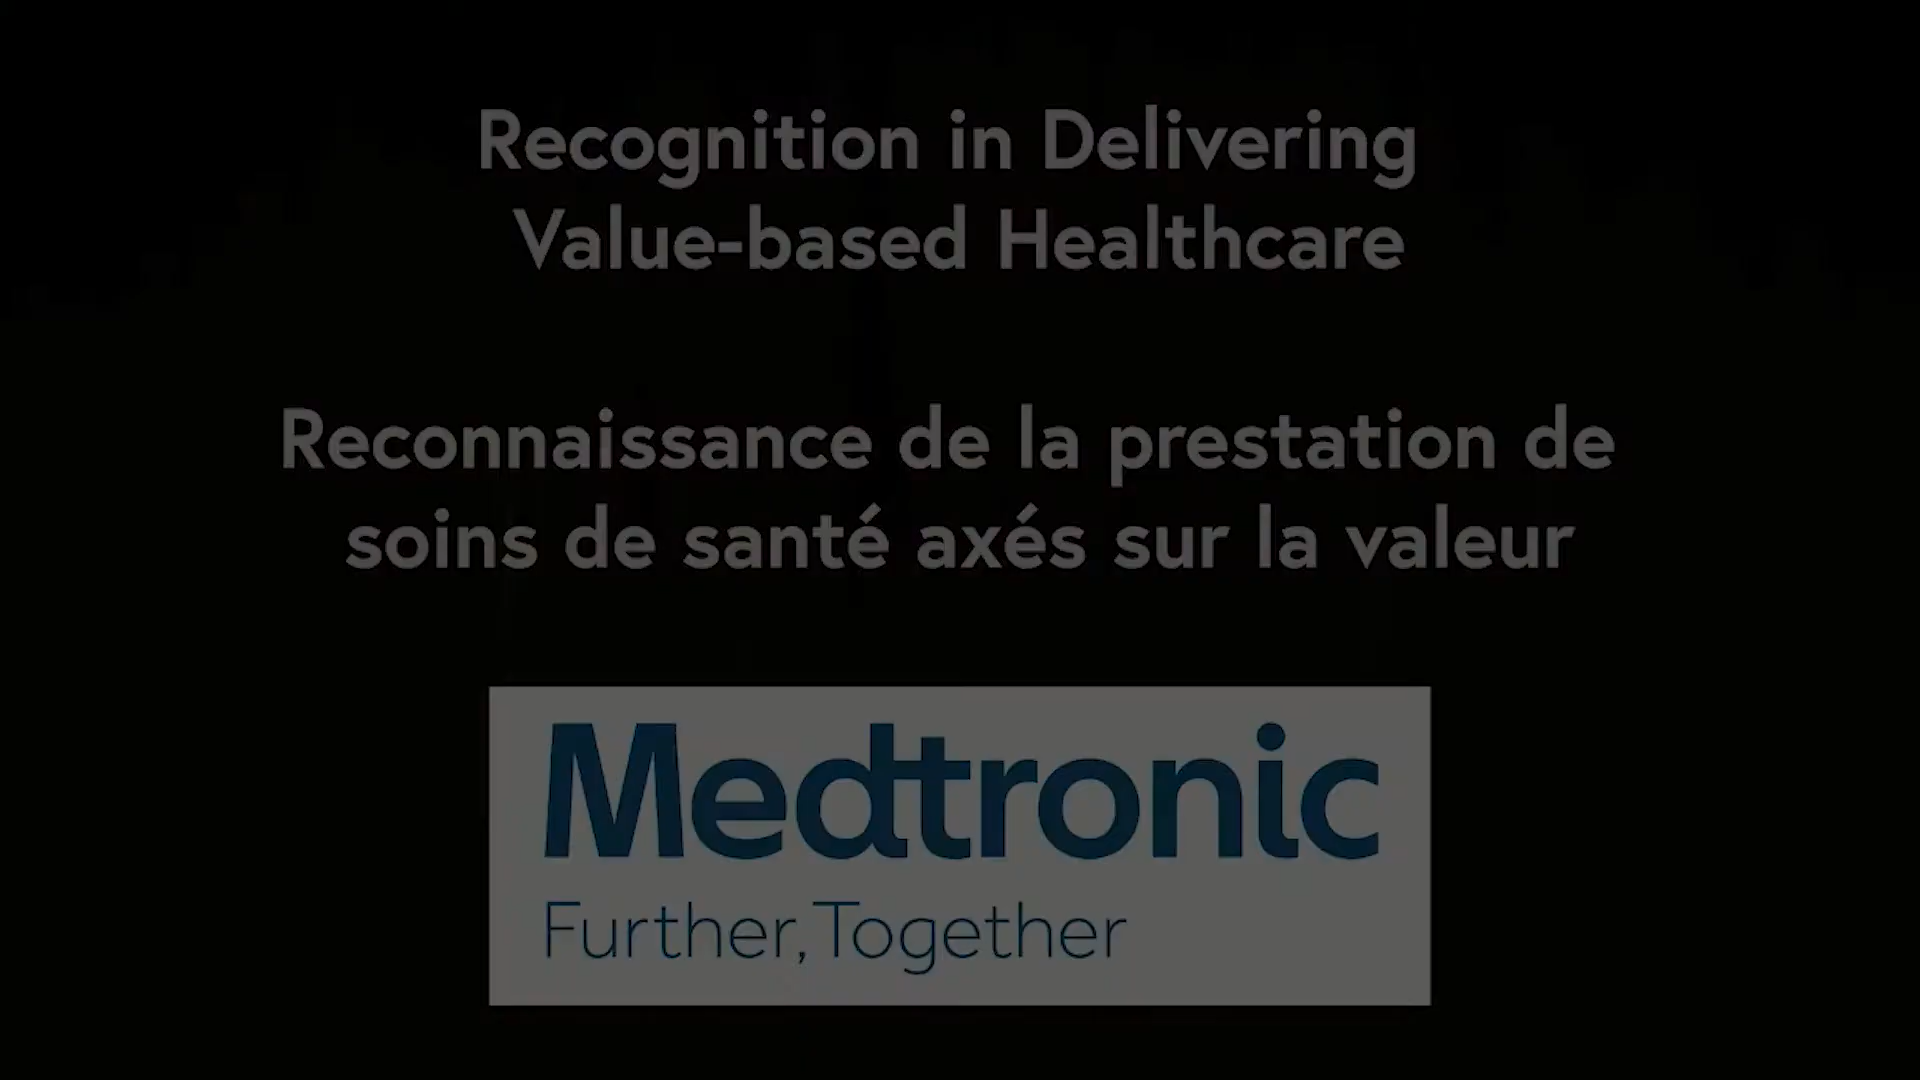 Recognition in Delivering
Value-based Healthcare
Reconnaissance de la prestation de
soins de santé axés sur la valeur
Medtronic
Further, Together